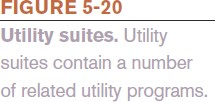 FIGURE 5-20
Utility suites. Utility
suites contain a number
of related utility programs.